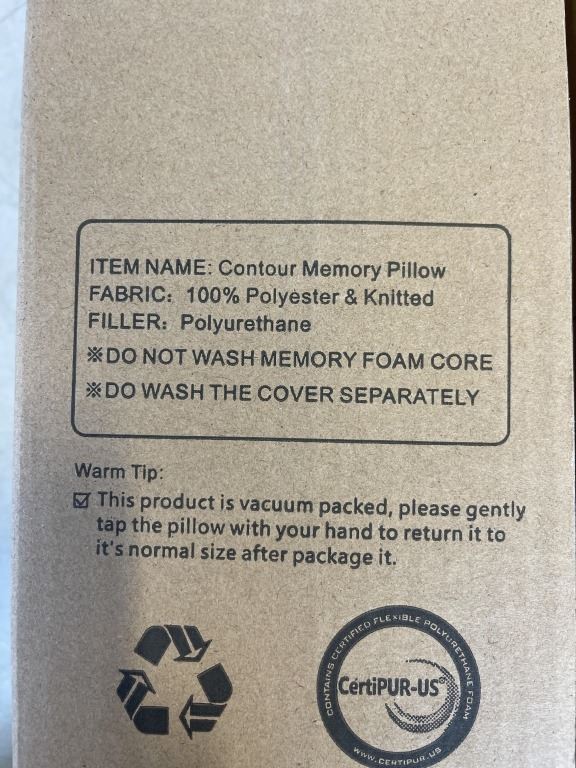 ITEM NAME: Contour Memory Pillow
FABRIC: 100% Polyester & Knitted
FILLER: Polyurethane
※DO NOT WASH MEMORY FOAM CORE
※DO WASH THE COVER SEPARATELY
Warm Tip:
☑ This product is vacuum packed, please gently
tap the pillow with your hand to return it to
it's normal size after package it.
CONTAINS CERTIFIED FLEXIBLE POLYURETHANE FOAM
CertiPUR-US®
WWW.CERTIPUR.US